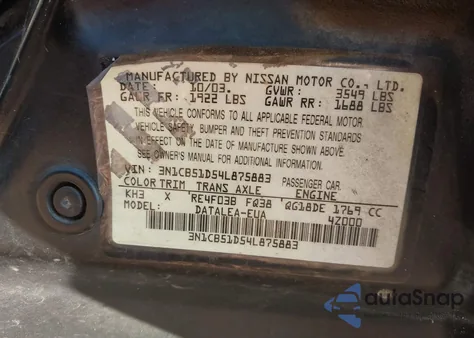 MANUFACTURED BY NISSAN MOTOR CO., LTD.
10/03. GVWR: 3549 LBS
GAWR FR: 1922 LBS GAWR RR: 1688 LBS
THIS VEHICLE CONFORMS TO ALL APPLICABLE FEDERAL MOTOR
VEHICLE SAFETY, BUMPER AND THEFT PREVENTION STANDARDS
IN EFFECT ON THE DATE OF MANUFACTURE SHOWN ABOVE.
SEE OWNER'S MANUAL FOR ADDITIONAL INFORMATION.
VIN: 3N1CB51D54L875883 PASSENGER CAR.
COLOR TRIM TRANS AXLE ENGINE
KH3 X RE4F03B FQ38 QG18DE 1769 CC
MODEL: DATALEA-EUA 4Z000
3N1CB51D54L875883
autoSnap